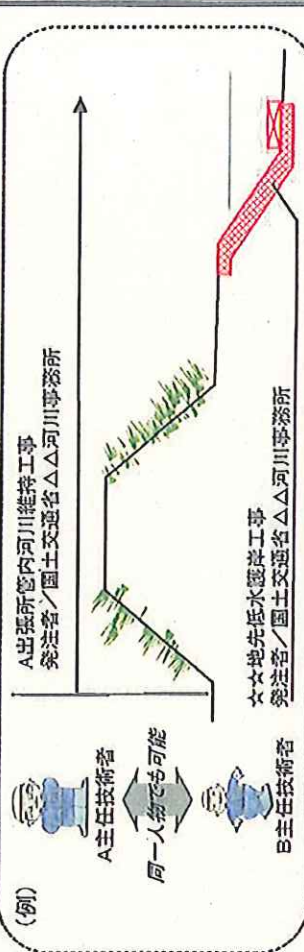 (例)
A出張所管内河川維持工事
発注者／国土交通省△△河川事務所
A主任技術者
同一人物でも可能
B主任技術者
☆☆地先低水護岸工事
発注者／国土交通省△△河川事務所